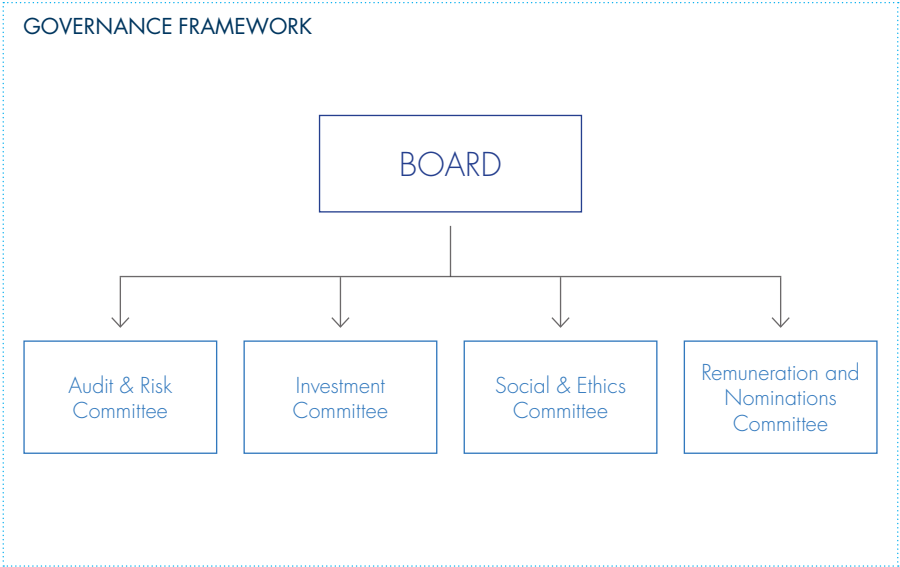 GOVERNANCE FRAMEWORK
BOARD
Audit & Risk
Committee
Investment
Committee
Social & Ethics
Committee
Remuneration and
Nominations
Committee